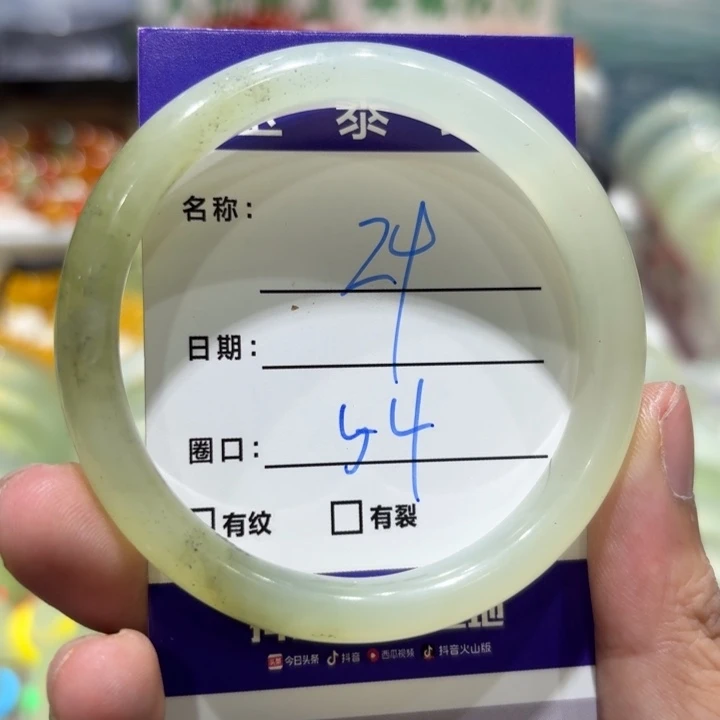 泰
名称: 24
日期:
圈口: 54
有纹 有裂
今日头条 抖音 西瓜视频 抖音火山版